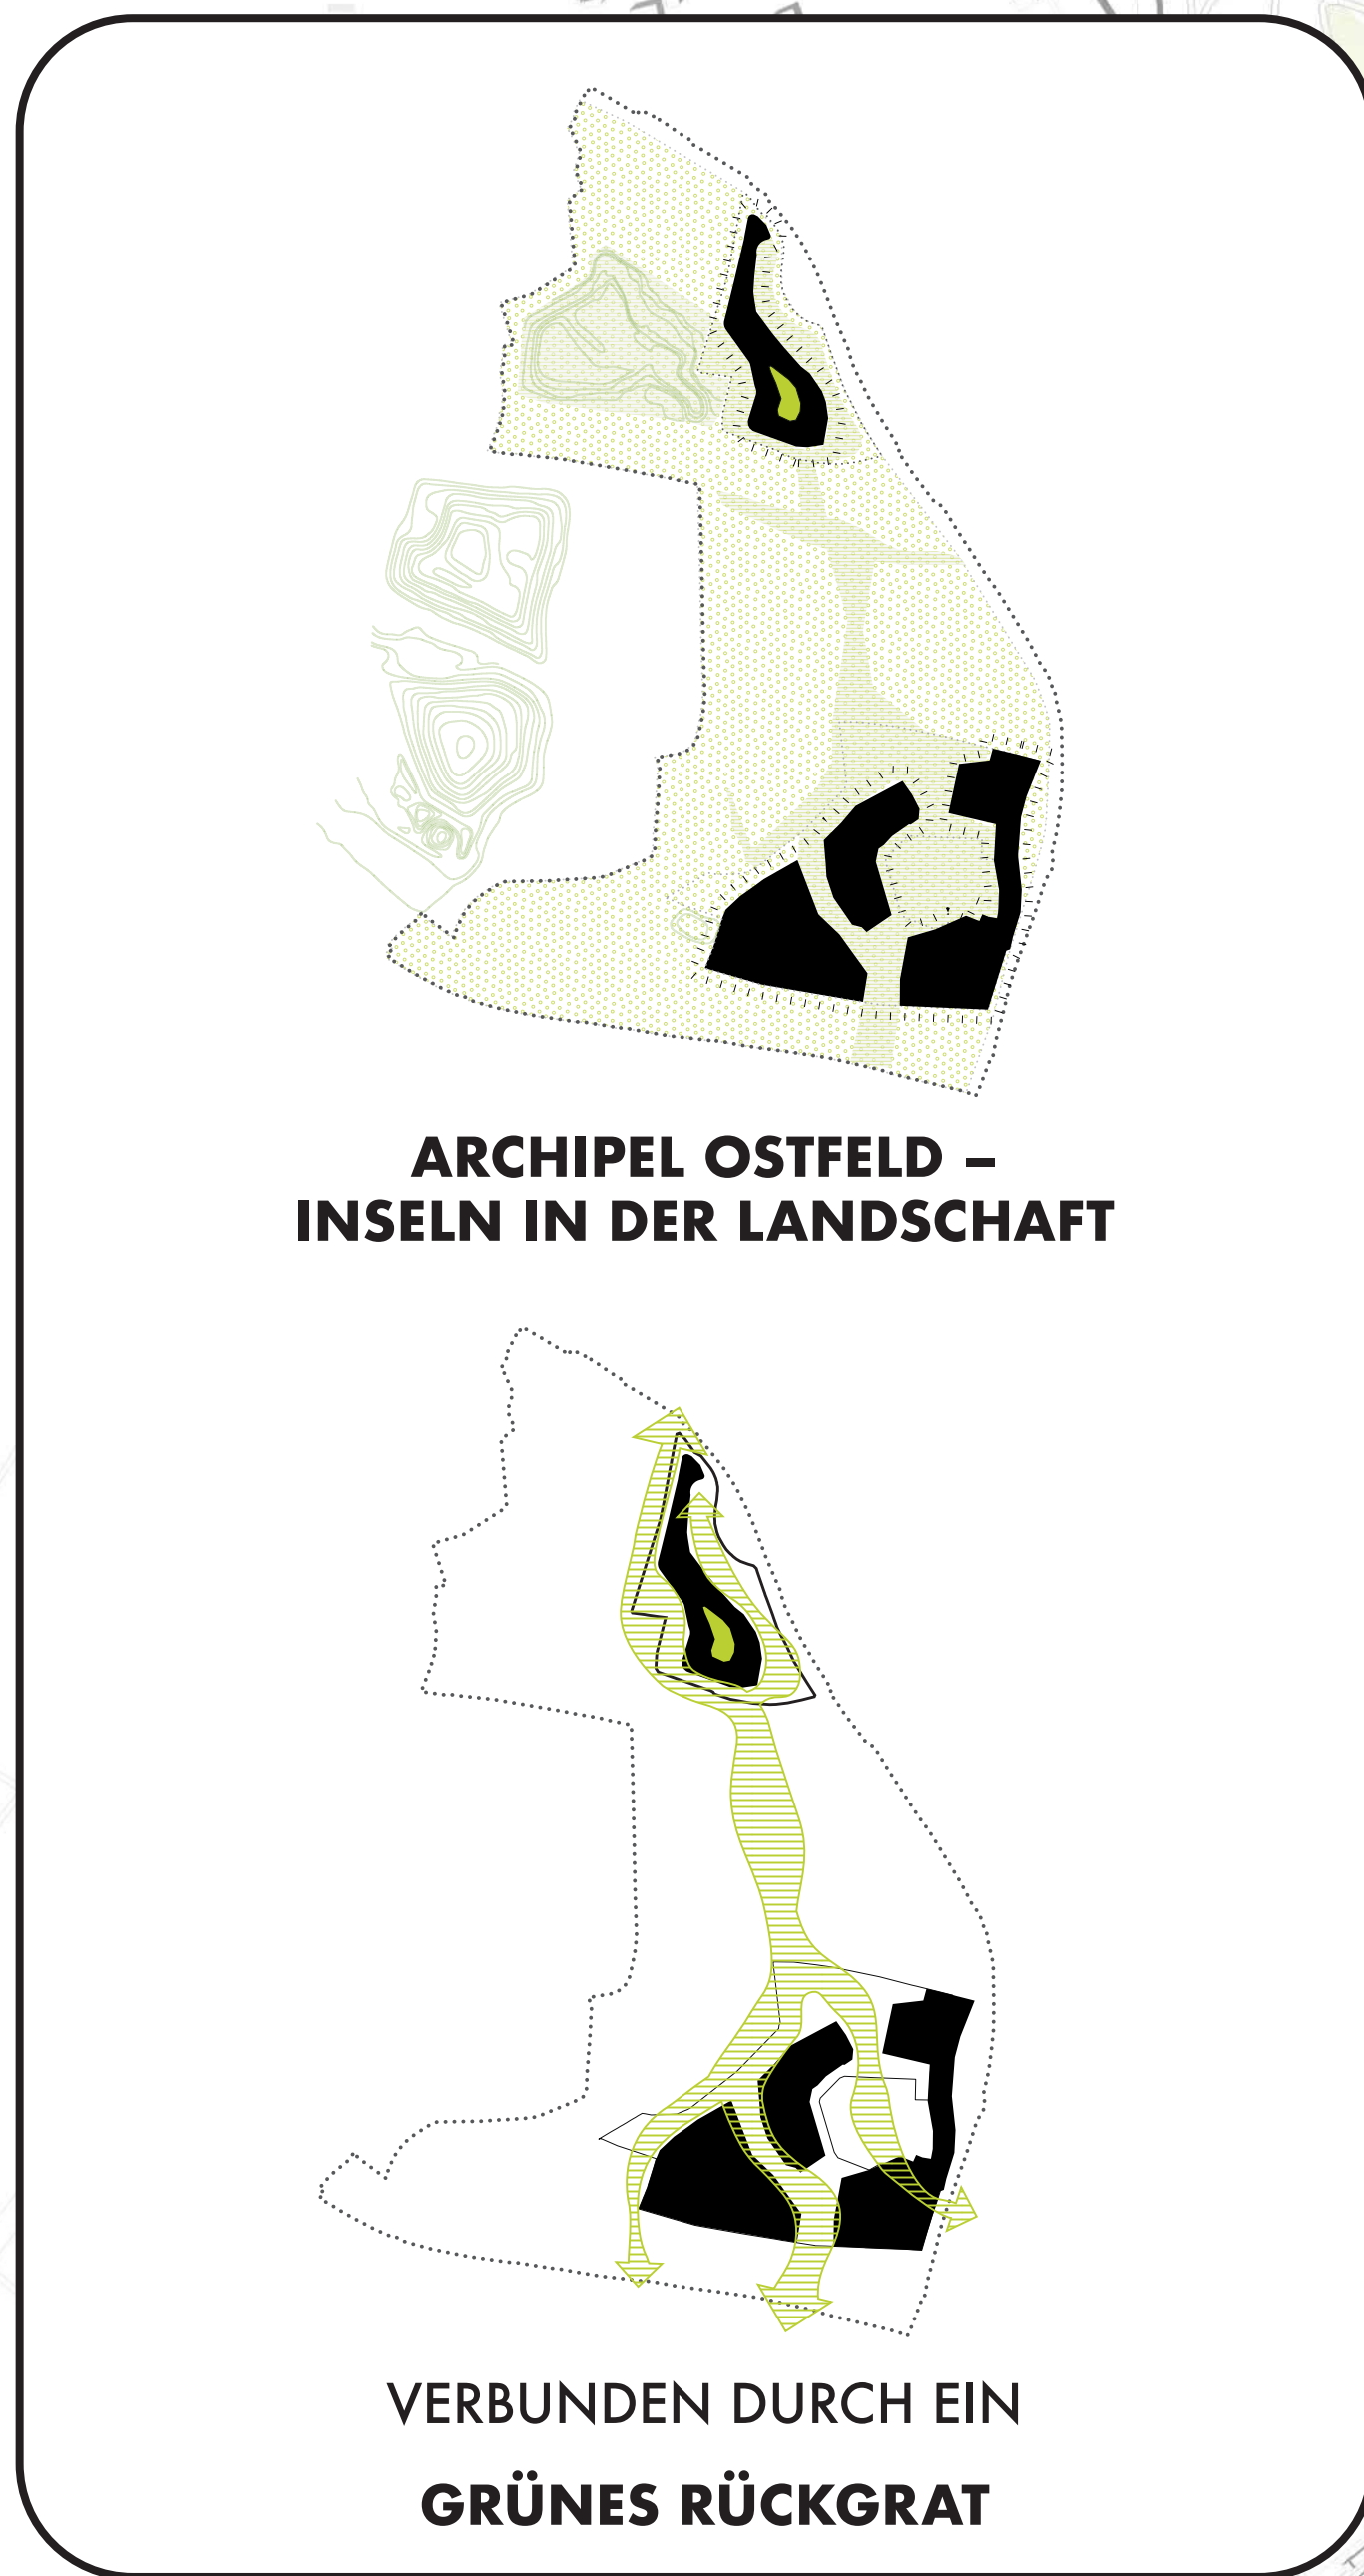 ARCHIPEL OSTFELD –
INSELN IN DER LANDSCHAFT
VERBUNDEN DURCH EIN
GRÜNES RÜCKGRAT